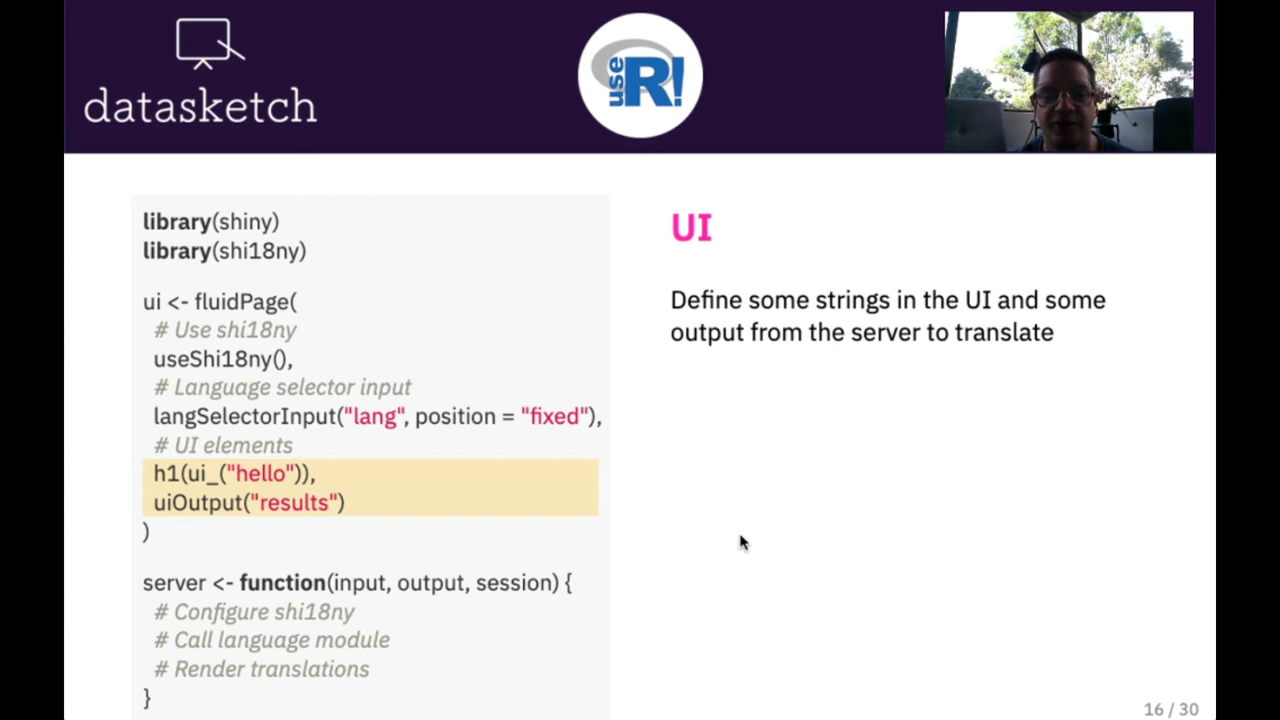 datasketch
useR!
library(shiny)
library(shi18ny)
ui <- fluidPage(
# Use shi18ny
useShi18ny(),
# Language selector input
langSelectorInput("lang", position = "fixed"),
# UI elements
h1(ui_("hello")),
uiOutput("results")
)
server <- function(input, output, session) {
# Configure shi18ny
# Call language module
# Render translations
}
UI
Define some strings in the UI and some
output from the server to translate
16 / 30